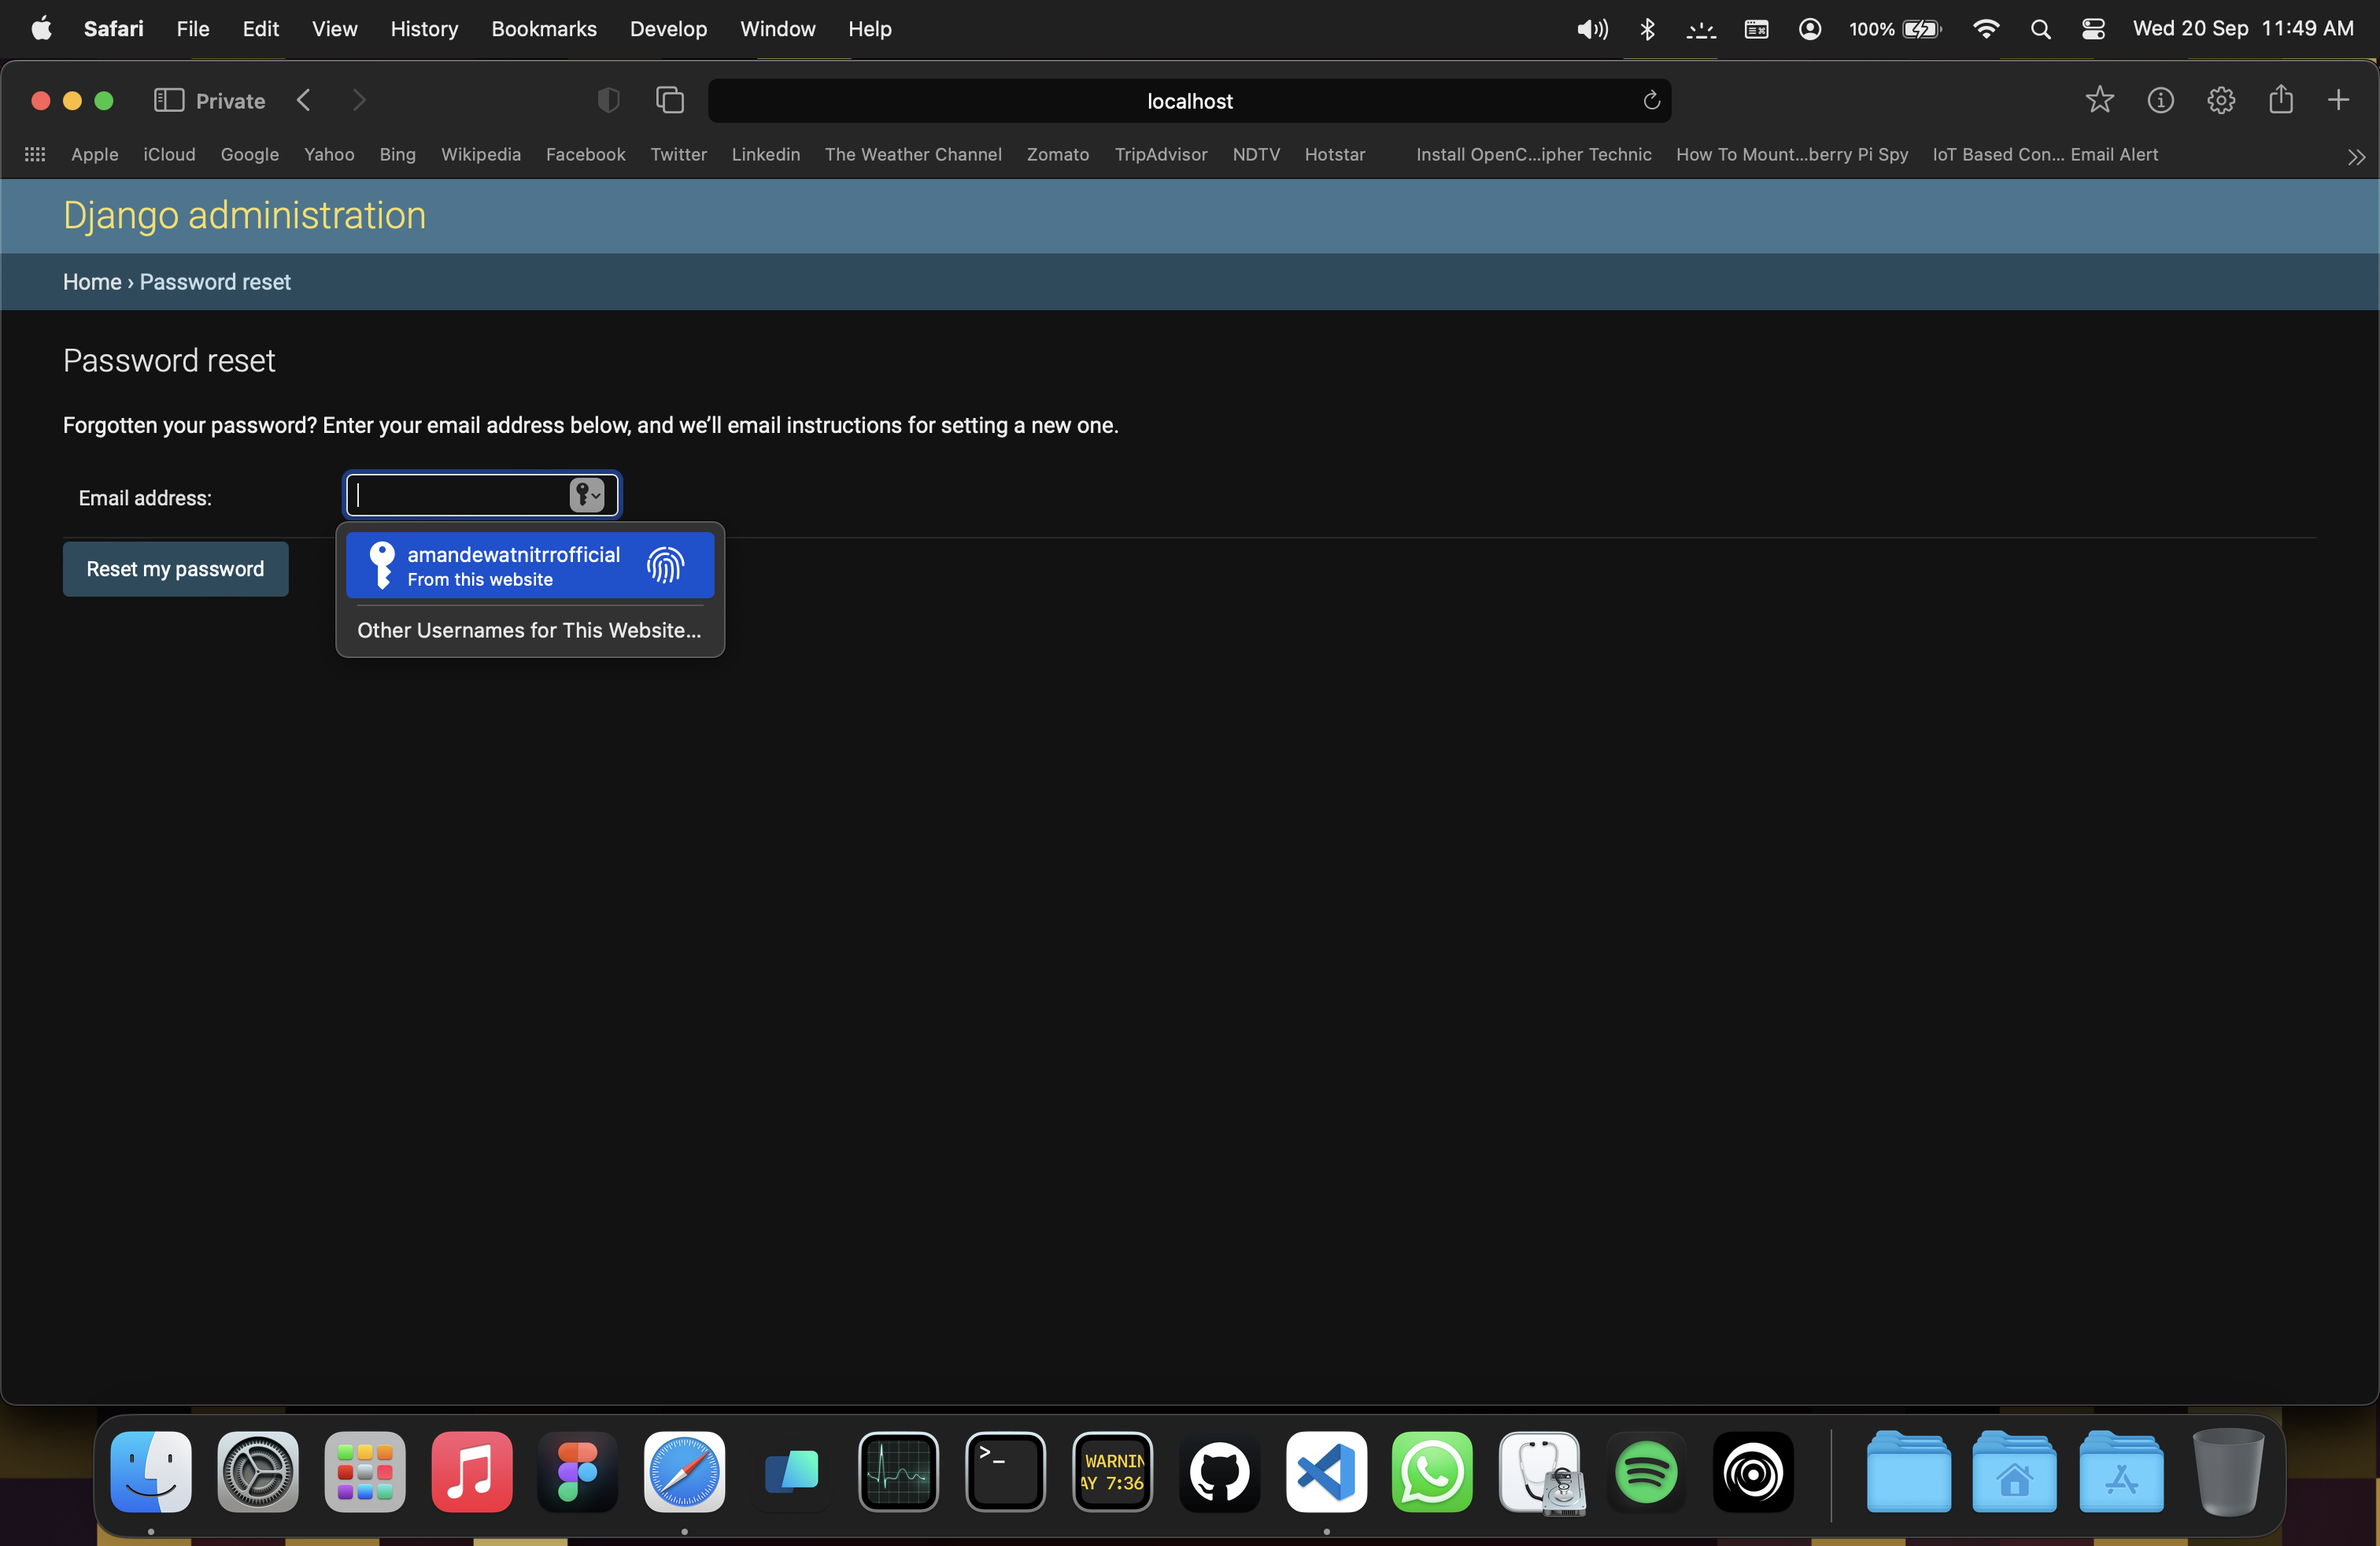 Safari File Edit View History Bookmarks Develop Window Help 100% Wed 20 Sep 11:49 AM
Private localhost
Apple iCloud Google Yahoo Bing Wikipedia Facebook Twitter Linkedin The Weather Channel Zomato TripAdvisor NDTV Hotstar Install OpenC...ipher Technic How To Mount...berry Pi Spy IoT Based Con... Email Alert
Django administration
Home › Password reset
Password reset
Forgotten your password? Enter your email address below, and we’ll email instructions for setting a new one.
Email address:
amandewatnitrrofficial
From this website
Reset my password
Other Usernames for This Website...
WARNIN
AY 7:36